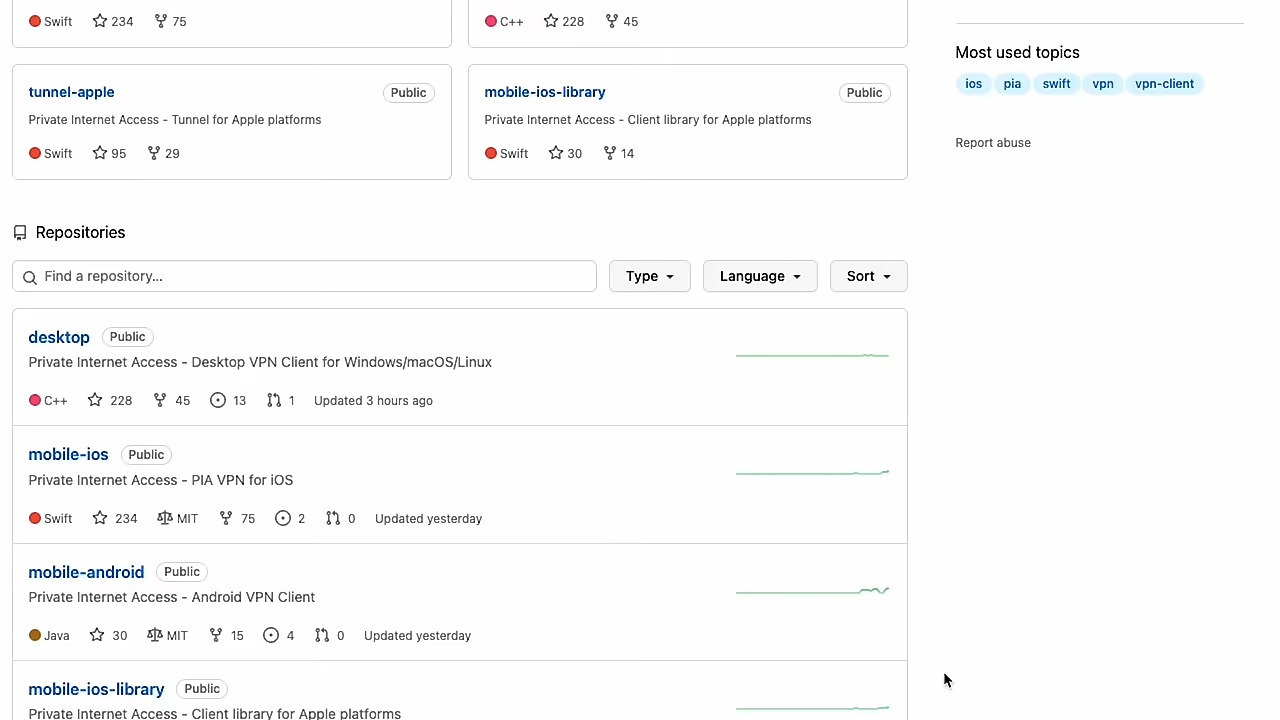 Swift 234 75
C++ 228 45
tunnel-apple Public
Private Internet Access - Tunnel for Apple platforms
Swift 95 29
mobile-ios-library Public
Private Internet Access - Client library for Apple platforms
Swift 30 14
Most used topics
ios pia swift vpn vpn-client
Report abuse
Repositories
Find a repository... Type Language Sort
desktop Public
Private Internet Access - Desktop VPN Client for Windows/macOS/Linux
C++ 228 45 13 1 Updated 3 hours ago
mobile-ios Public
Private Internet Access - PIA VPN for iOS
Swift 234 MIT 75 2 0 Updated yesterday
mobile-android Public
Private Internet Access - Android VPN Client
Java 30 MIT 15 4 0 Updated yesterday
mobile-ios-library Public
Private Internet Access - Client library for Apple platforms